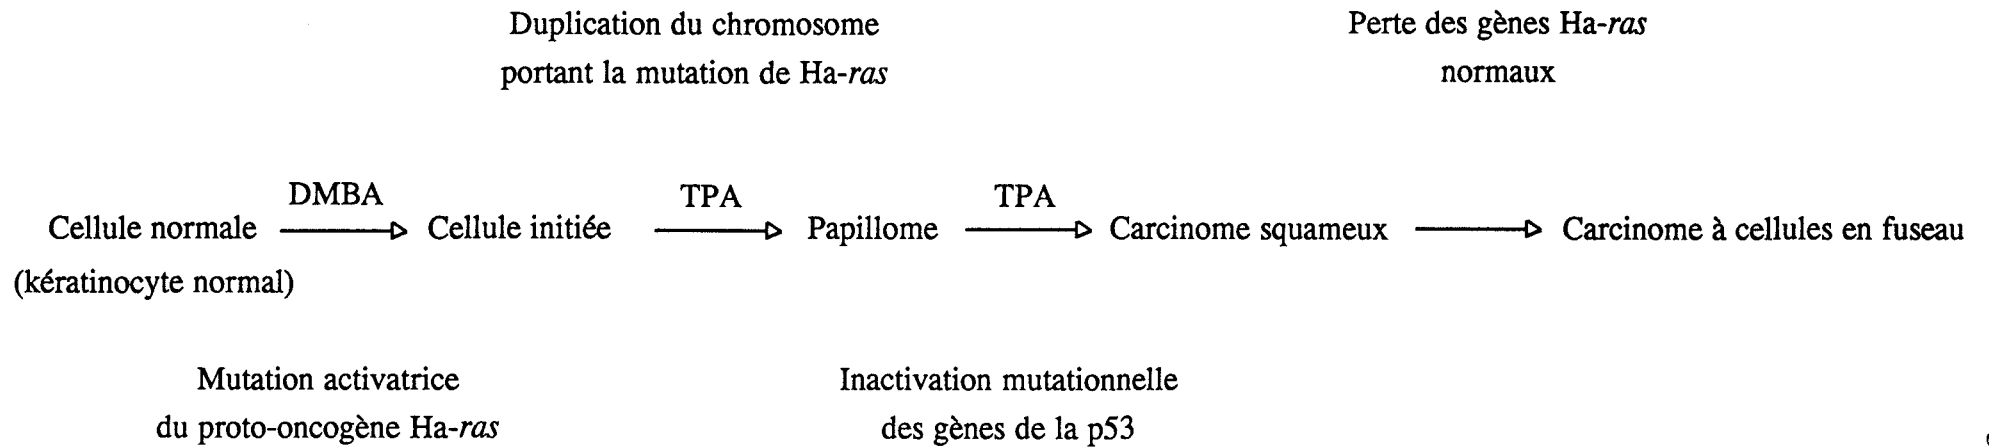 Duplication du chromosome
portant la mutation de Ha-ras
Perte des gènes Ha-ras
normaux
DMBA
TPA
TPA
Cellule normale
Cellule initiée
Papillome
Carcinome squameux
Carcinome à cellules en fuseau
(kératinocyte normal)
Mutation activatrice
du proto-oncogène Ha-ras
Inactivation mutationnelle
des gènes de la p53